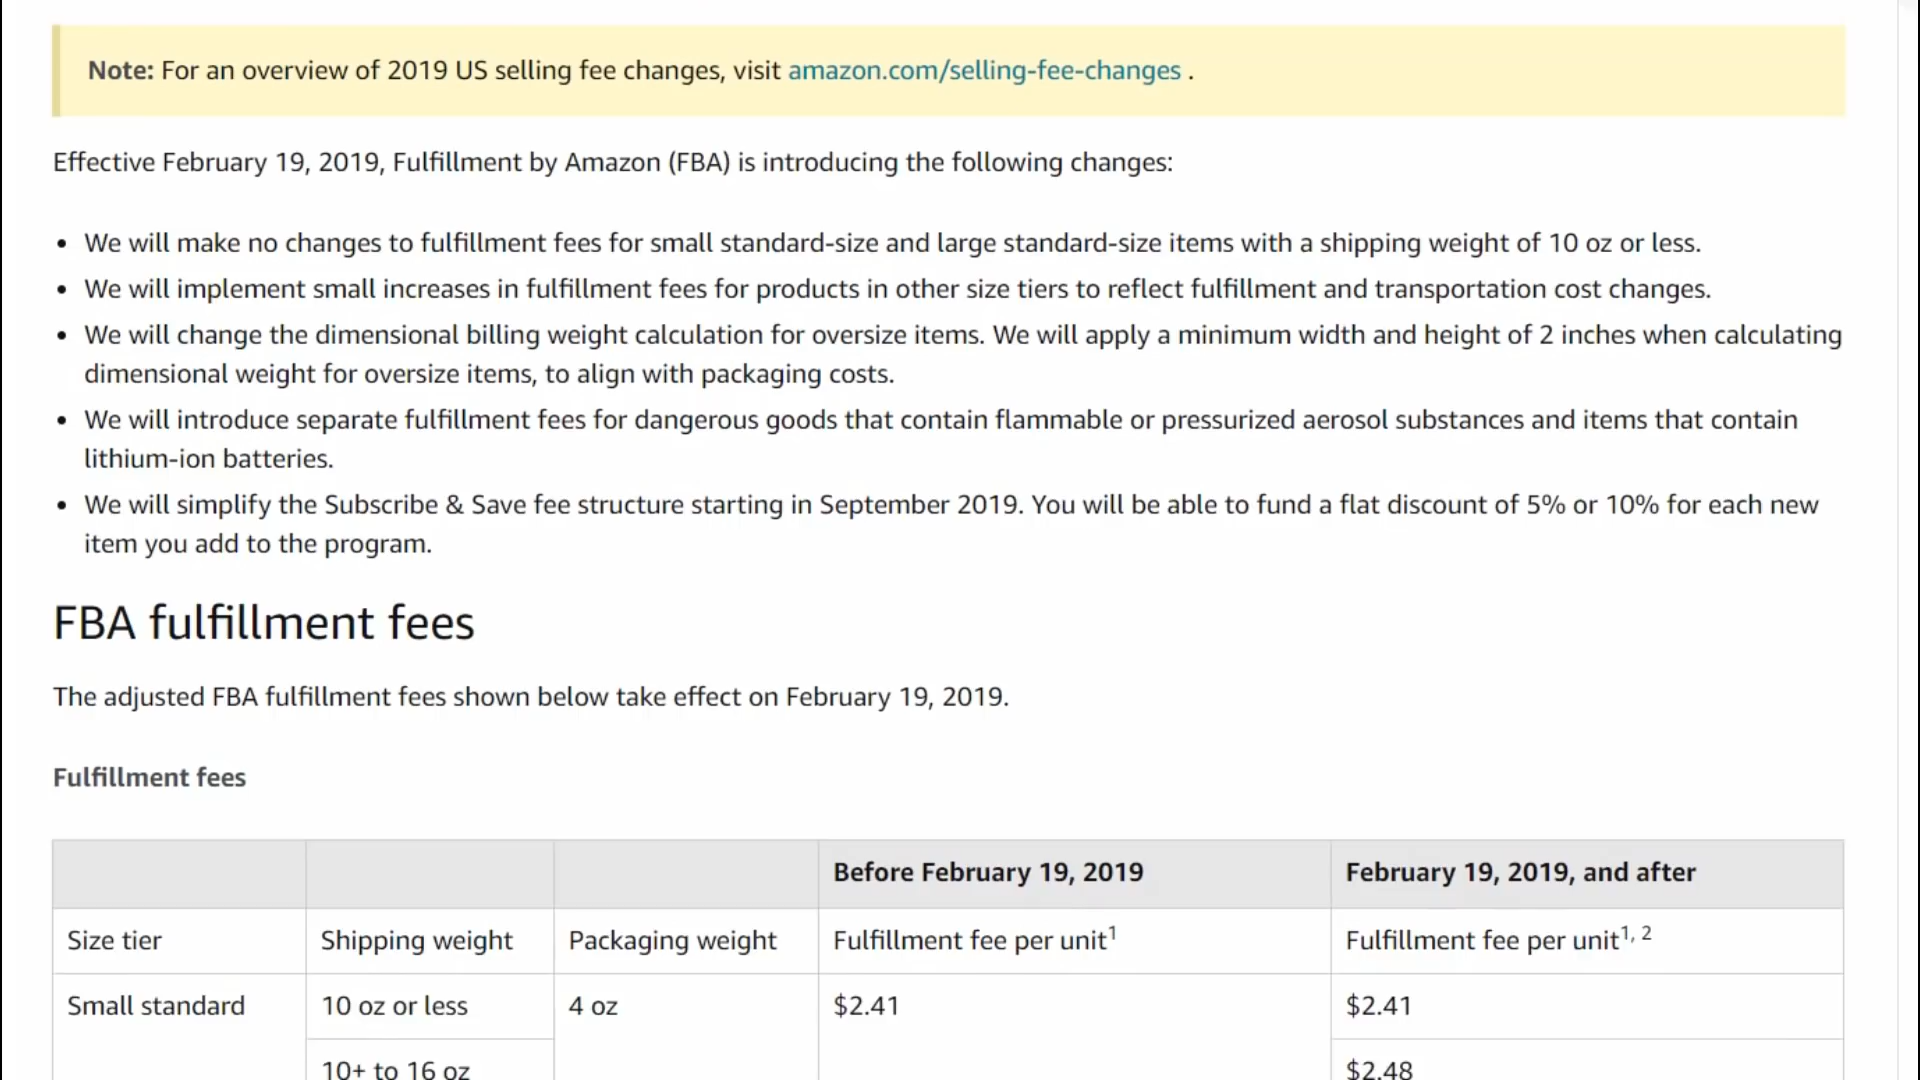 Note: For an overview of 2019 US selling fee changes, visit amazon.com/selling-fee-changes .
Effective February 19, 2019, Fulfillment by Amazon (FBA) is introducing the following changes:
• We will make no changes to fulfillment fees for small standard-size and large standard-size items with a shipping weight of 10 oz or less.
• We will implement small increases in fulfillment fees for products in other size tiers to reflect fulfillment and transportation cost changes.
• We will change the dimensional billing weight calculation for oversize items. We will apply a minimum width and height of 2 inches when calculating
dimensional weight for oversize items, to align with packaging costs.
• We will introduce separate fulfillment fees for dangerous goods that contain flammable or pressurized aerosol substances and items that contain
lithium-ion batteries.
• We will simplify the Subscribe & Save fee structure starting in September 2019. You will be able to fund a flat discount of 5% or 10% for each new
item you add to the program.
FBA fulfillment fees
The adjusted FBA fulfillment fees shown below take effect on February 19, 2019.
Fulfillment fees
Before February 19, 2019 February 19, 2019, and after
Size tier Shipping weight Packaging weight Fulfillment fee per unit1 Fulfillment fee per unit1, 2
Small standard 10 oz or less 4 oz $2.41 $2.41
10+ to 16 oz $2.48